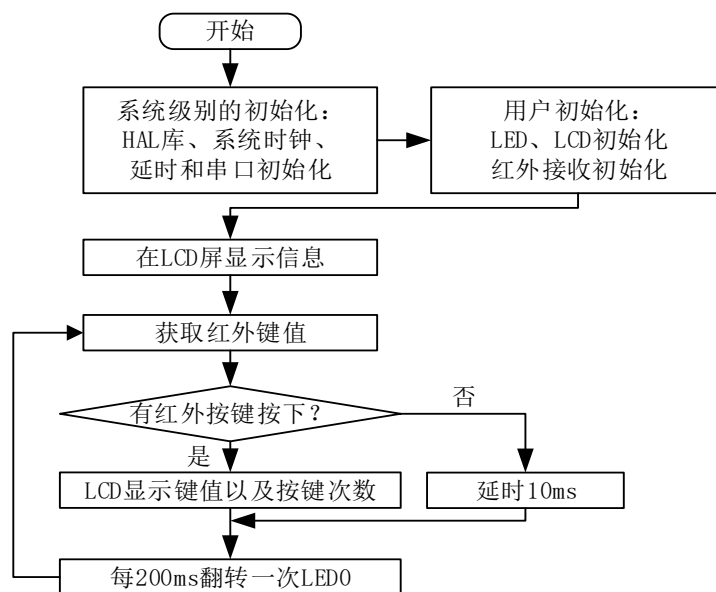 开始
系统级别的初始化：
HAL库、系统时钟、
延时和串口初始化
用户初始化：
LED、LCD初始化
红外接收初始化
在LCD屏显示信息
获取红外键值
有红外按键按下？
否
是
LCD显示键值以及按键次数
延时10ms
每200ms翻转一次LED0